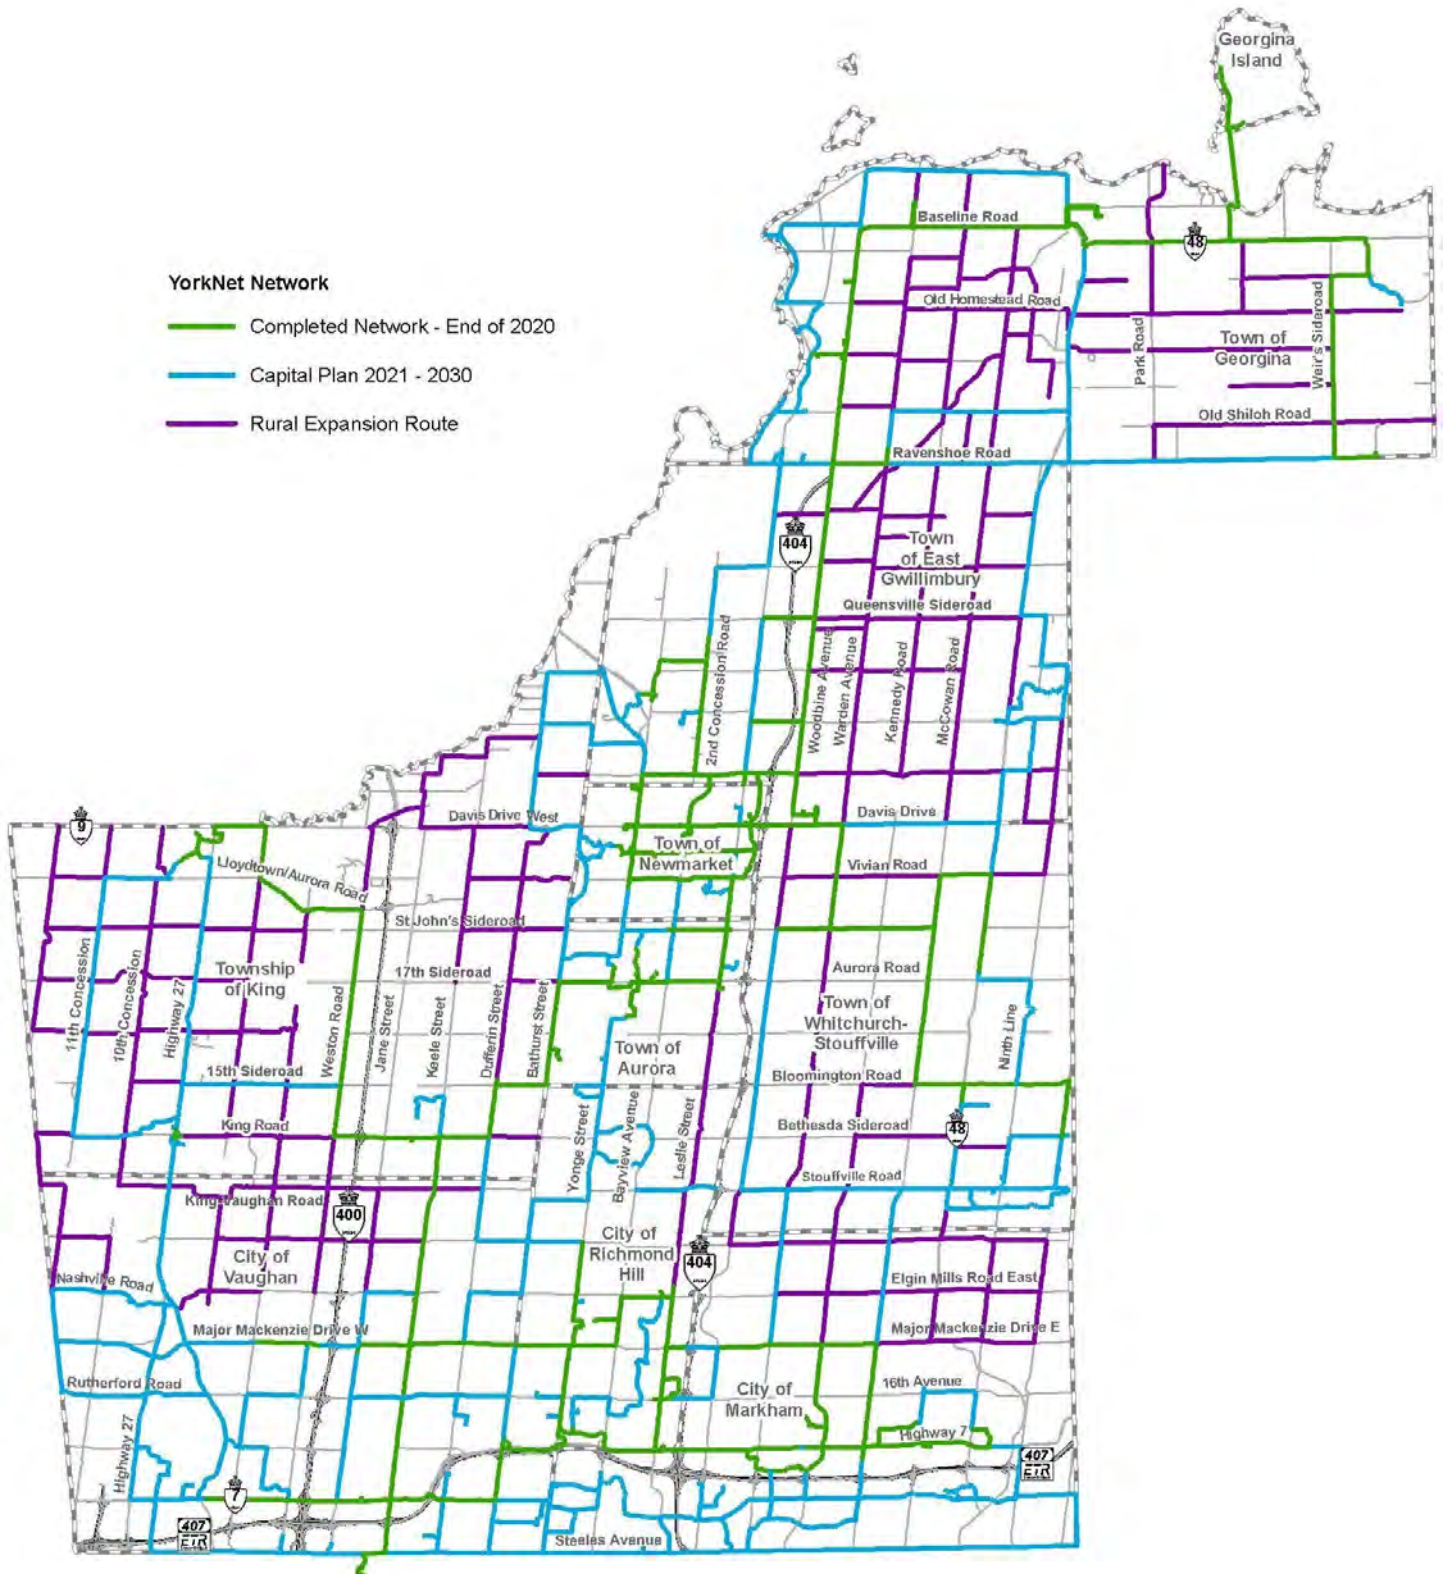 Georgina
Island
Baseline Road
48
YorkNet Network
Completed Network - End of 2020
Capital Plan 2021 - 2030
Rural Expansion Route
Old Homestead Road
Park Road
Town of
Georgina
Weir's Sideroad
Old Shiloh Road
Ravenshoe Road
404
Town
of East
Gwillimbury
Queensville Sideroad
2nd Concession Road
Woodbine Avenue
Warden Avenue
Kennedy Road
McCowan Road
9
Davis Drive West
Davis Drive
Town of
Newmarket
Vivian Road
Lloydtown/Aurora Road
St John's Sideroad
17th Sideroad
Aurora Road
Township
of King
11th Concession
10th Concession
Highway 27
Weston Road
Jane Street
Keele Street
Dufferin Street
Bathurst Street
Town of
Whitchurch-
Stouffville
Ninth Line
Town of
Aurora
15th Sideroad
Bloomington Road
King Road
Yonge Street
Bayview Avenue
Leslie Street
Bethesda Sideroad
48
Stouffville Road
King-Vaughan Road
400
City of
Vaughan
City of
Richmond
Hill
404
Nashville Road
Elgin Mills Road East
Major Mackenzie Drive W
Major Mackenzie Drive E
Rutherford Road
City of
Markham
16th Avenue
Highway 27
Highway 7
407
ETR
7
407
ETR
Steeles Avenue